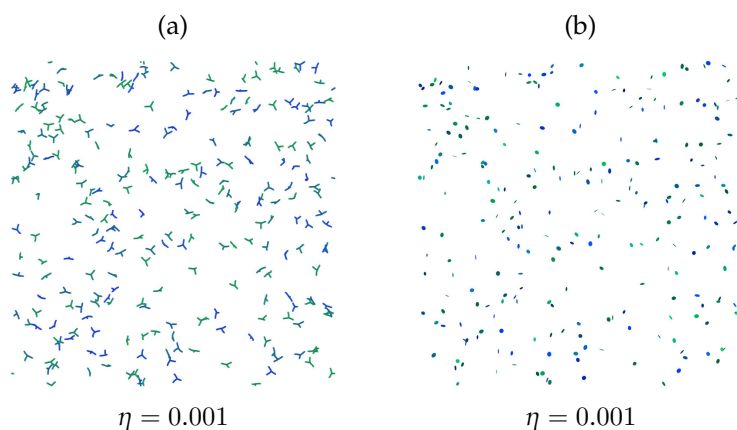 (a) (b)
η = 0.001 η = 0.001